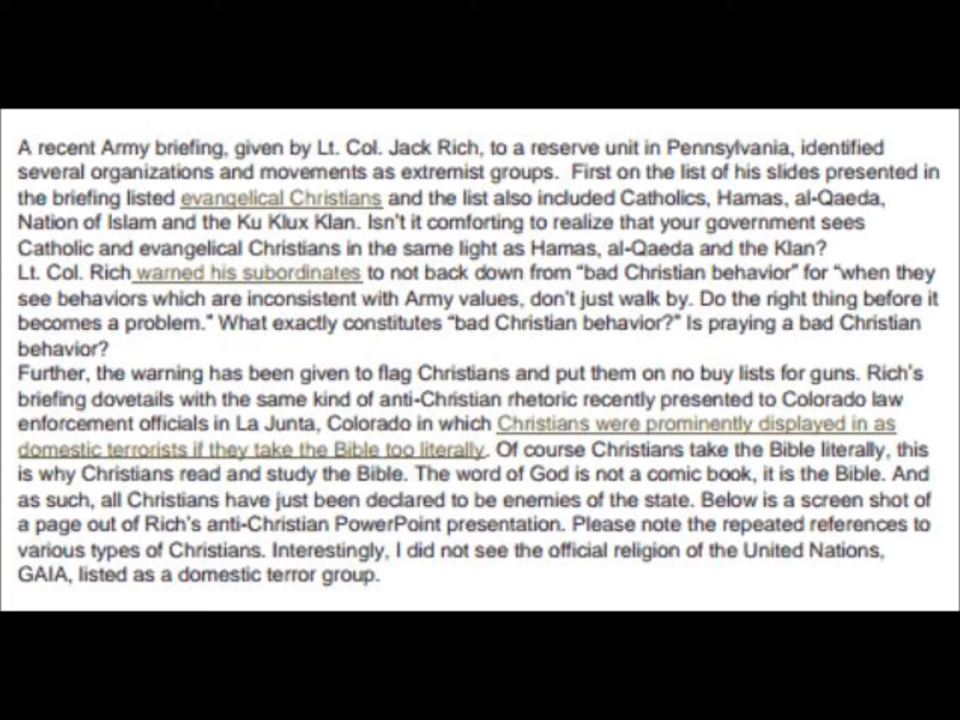 A recent Army briefing, given by Lt. Col. Jack Rich, to a reserve unit in Pennsylvania, identified
several organizations and movements as extremist groups.  First on the list of his slides presented in
the briefing listed evangelical Christians and the list also included Catholics, Hamas, al-Qaeda,
Nation of Islam and the Ku Klux Klan. Isn't it comforting to realize that your government sees
Catholic and evangelical Christians in the same light as Hamas, al-Qaeda and the Klan?
Lt. Col. Rich warned his subordinates to not back down from “bad Christian behavior” for “when they
see behaviors which are inconsistent with Army values, don't just walk by. Do the right thing before it
becomes a problem.” What exactly constitutes “bad Christian behavior?” Is praying a bad Christian
behavior?
Further, the warning has been given to flag Christians and put them on no buy lists for guns. Rich's
briefing dovetails with the same kind of anti-Christian rhetoric recently presented to Colorado law
enforcement officials in La Junta, Colorado in which Christians were prominently displayed in as
domestic terrorists if they take the Bible too literally. Of course Christians take the Bible literally, this
is why Christians read and study the Bible. The word of God is not a comic book, it is the Bible. And
as such, all Christians have just been declared to be enemies of the state. Below is a screen shot of
a page out of Rich's anti-Christian PowerPoint presentation. Please note the repeated references to
various types of Christians. Interestingly, I did not see the official religion of the United Nations,
GAIA, listed as a domestic terror group.